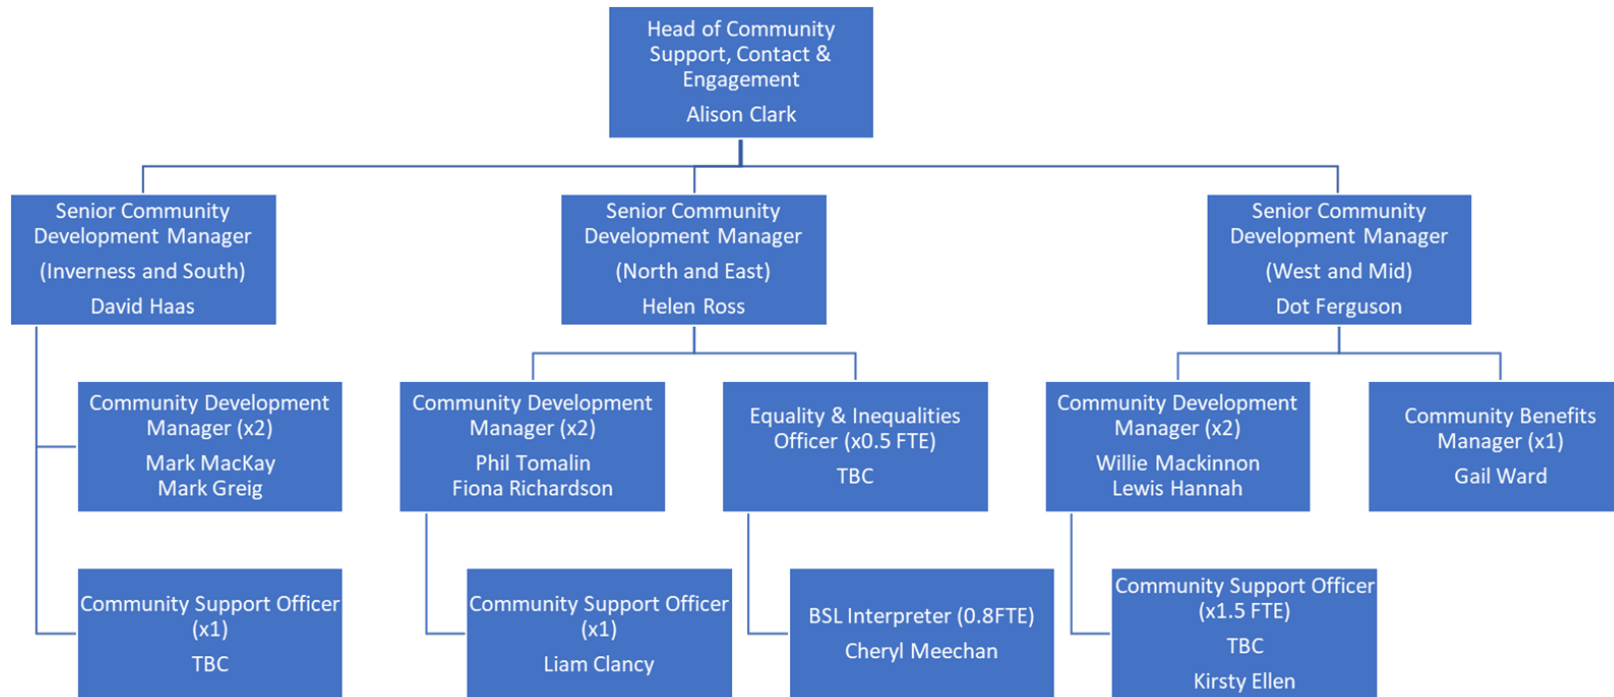 Head of Community
Support, Contact &
Engagement
Alison Clark
Senior Community
Development Manager
(Inverness and South)
David Haas
Senior Community
Development Manager
(North and East)
Helen Ross
Senior Community
Development Manager
(West and Mid)
Dot Ferguson
Community Development
Manager (x2)
Mark MacKay
Mark Greig
Community Development
Manager (x2)
Phil Tomalin
Fiona Richardson
Equality & Inequalities
Officer (x0.5 FTE)
TBC
Community Development
Manager (x2)
Willie Mackinnon
Lewis Hannah
Community Benefits
Manager (x1)
Gail Ward
Community Support Officer
(x1)
TBC
Community Support Officer
(x1)
Liam Clancy
BSL Interpreter (0.8FTE)
Cheryl Meechan
Community Support Officer
(x1.5 FTE)
TBC
Kirsty Ellen